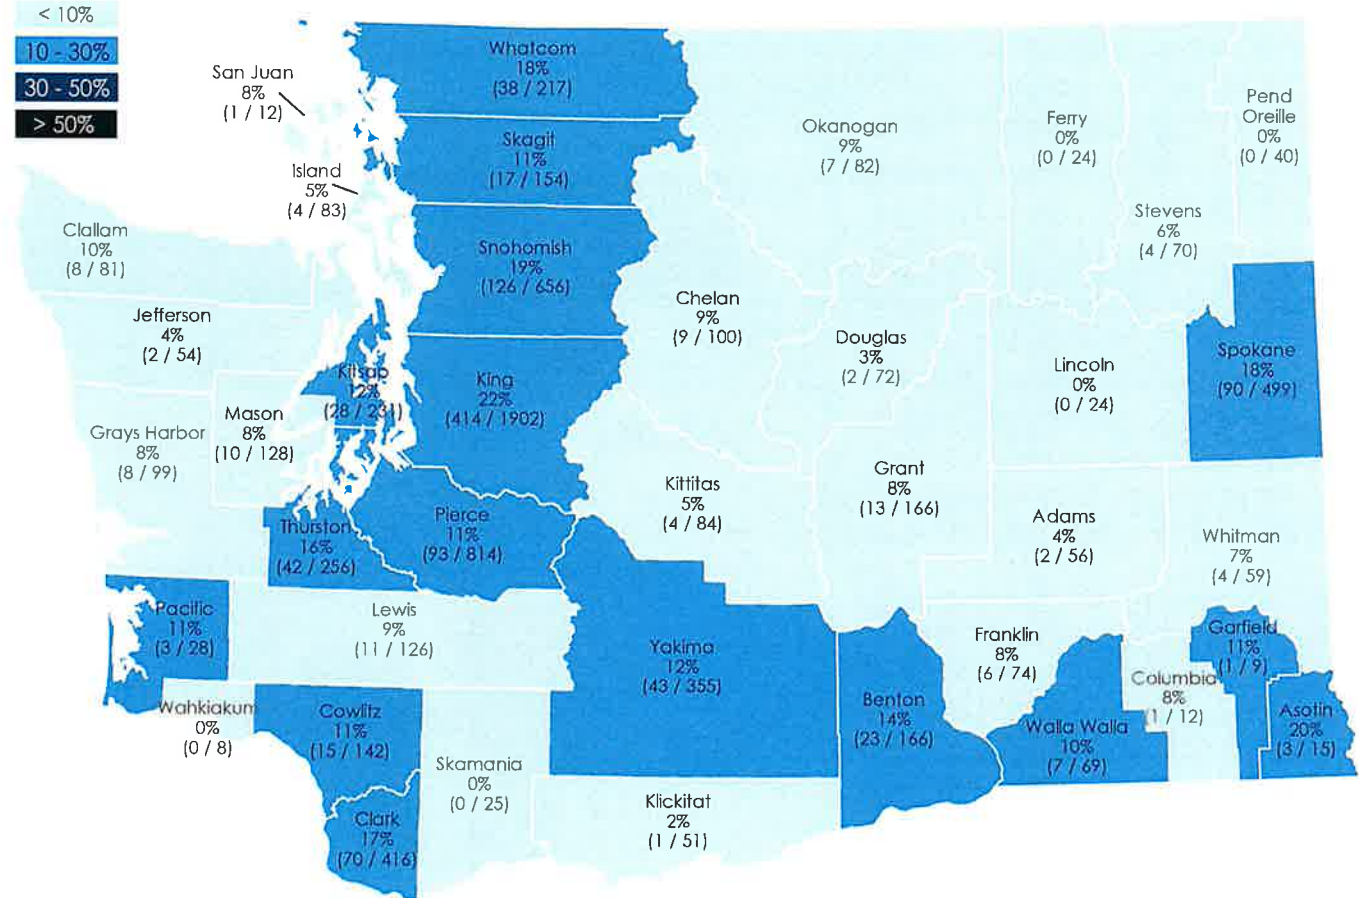 < 10%
10 - 30%
30 - 50%
> 50%
San Juan
8%
(1 / 12)
Island
5%
(4 / 83)
Whatcom
18%
(38 / 217)
Skagit
11%
(17 / 154)
Snohomish
19%
(126 / 656)
King
22%
(414 / 1902)
Okanogan
9%
(7 / 82)
Ferry
0%
(0 / 24)
Pend
Oreille
0%
(0 / 40)
Stevens
6%
(4 / 70)
Clallam
10%
(8 / 81)
Jefferson
4%
(2 / 54)
Kitsap
12%
(28 / 231)
Mason
8%
(10 / 128)
Grays Harbor
8%
(8 / 99)
Chelan
9%
(9 / 100)
Douglas
3%
(2 / 72)
Lincoln
0%
(0 / 24)
Spokane
18%
(90 / 499)
Kittitas
5%
(4 / 84)
Grant
8%
(13 / 166)
Adams
4%
(2 / 56)
Whitman
7%
(4 / 59)
Thurston
16%
(42 / 256)
Pierce
11%
(93 / 814)
Pacific
11%
(3 / 28)
Lewis
9%
(11 / 126)
Yakima
12%
(43 / 355)
Benton
14%
(23 / 166)
Franklin
8%
(6 / 74)
Walla Walla
10%
(7 / 69)
Columbia
8%
(1 / 12)
Garfield
11%
(1 / 9)
Asotin
20%
(3 / 15)
Wahkiakum
0%
(0 / 8)
Cowlitz
11%
(15 / 142)
Clark
17%
(70 / 416)
Skamania
0%
(0 / 25)
Klickitat
2%
(1 / 51)